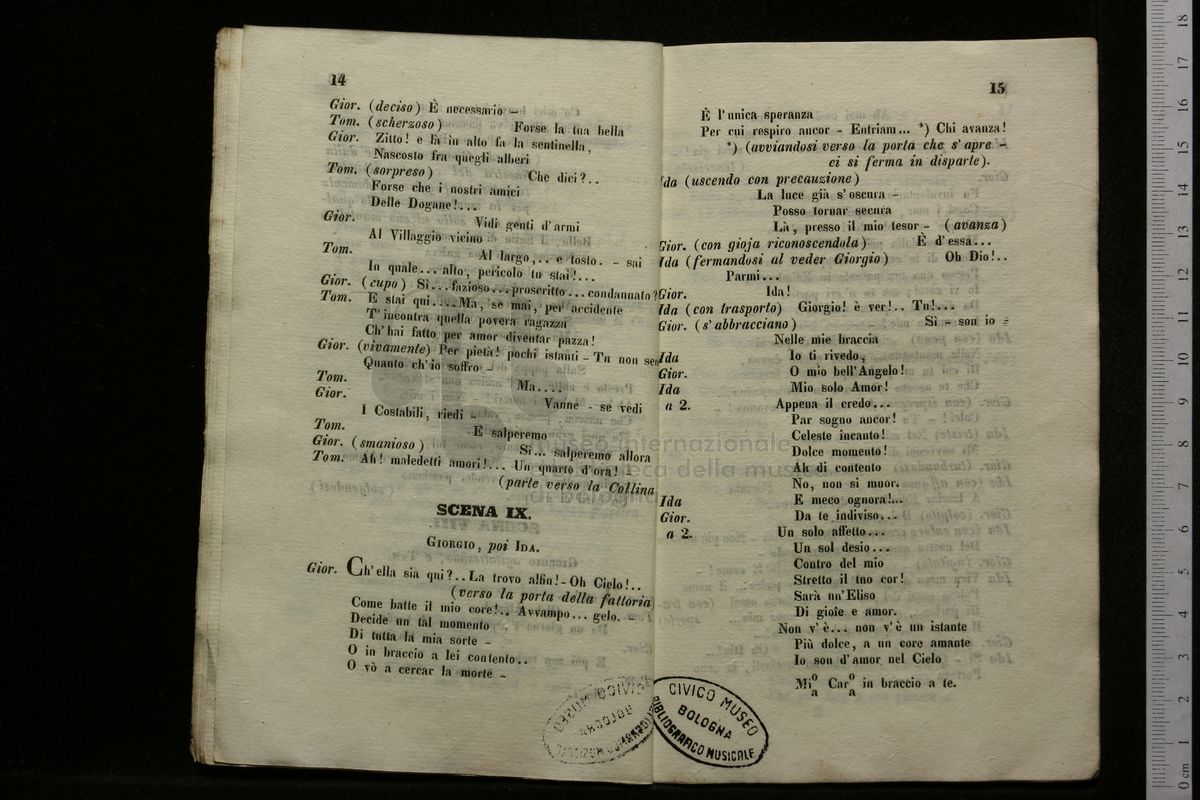 14
Gior. (deciso) È necessario –
Tom. (scherzoso) Forse la tua bella
Gior. Zitto! e là in alto fa la sentinella,
Nascosto fra quegli alberi
Tom. (sorpreso) Che dici?..
Forse che i nostri amici
Delle Dogane!...
Gior. Vidi genti d'armi
Al Villaggio vicino
Tom. Al largo,.. e tosto. – sai
In quale... alto, pericolo tu stai!...
Gior. (cupo) Sì...fazioso...proscritto...condannato?
Tom. E stai qui....Ma, se mai, per accidente
T'incontra quella povera ragazza
Ch'hai fatto per amor diventar pazza!
Gior. (vivamente) Per pietà! pochi istanti – Tu non sen
Quanto ch'io soffro –
Tom. Ma....
Gior. Vanne – se vedi
I Costabili, riedi
Tom. E salperemo
Gior. (smanioso) Sì... salperemo allora
Tom. Ah! maledetti amori!... Un quarto d'ora! –
(parte verso la Collina
SCENA IX.
GIORGIO, poi IDA.
Gior. Ch'ella sia qui?..La trovo alfin!-Oh Cielo!..
(verso la porta della fattoria)
Come batte il mio core!.. Avvampo... gelo. –
Decide un tal momento
Di tutta la mia sorte –
O in braccio a lei contento..
O vò a cercar la morte –
15
È l'unica speranza
Per cui respiro ancor – Entriam... *) Chi avanza!
*) (avviandosi verso la porta che s'apre –
ei si ferma in disparte).
Ida (uscendo con precauzione)
La luce già s'oscura –
Posso tornar secura
Là, presso il mio tesor – (avanza)
Gior. (con gioja riconoscendola) È d'essa...
Ida (fermandosi al veder Giorgio) Oh Dio!..
Parmi...
Gior. Ida!
Ida (con trasporto) Giorgio! è ver!.. Tu!...
Gior. (s'abbracciano) Sì – son io –
Nelle mie braccia
Ida Io ti rivedo,
Gior. O mio bell'Angelo!
Ida Mio solo Amor!
a 2. Appena il credo...
Par sogno ancor!
Celeste incanto!
Dolce momento!
Ah di contento
No, non si muor.
Ida E meco ognora!...
Gior. Da te indiviso...
a 2. Un solo affetto...
Un sol desio...
Contro del mio
Stretto il tuo cor!
Sarà un'Eliso
Di gioie e amor.
Non v'è... non v'è un istante
Più dolce, a un core amante
Io son d'amor nel Cielo
Mi o/a Car o/a in braccio a te.
CIVICO MUSEO
BOLOGNA
BIBLIOGRAFICO MUSICALE
museo internazionale
della musica
di bologna